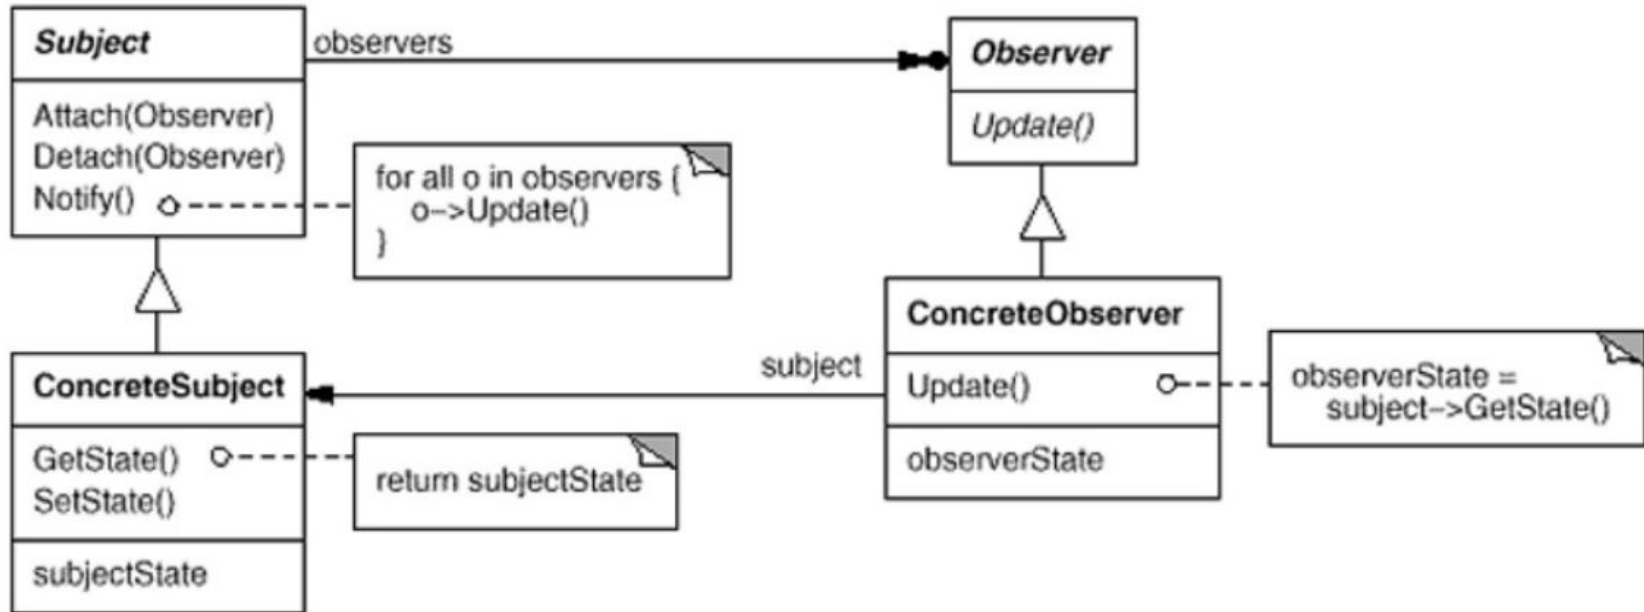 Subject
observers
Observer
Attach(Observer)
Detach(Observer)
Notify()
for all o in observers {
o->Update()
}
Update()
ConcreteSubject
GetState()
SetState()
subjectState
return subjectState
subject
ConcreteObserver
Update()
observerState
observerState =
subject->GetState()